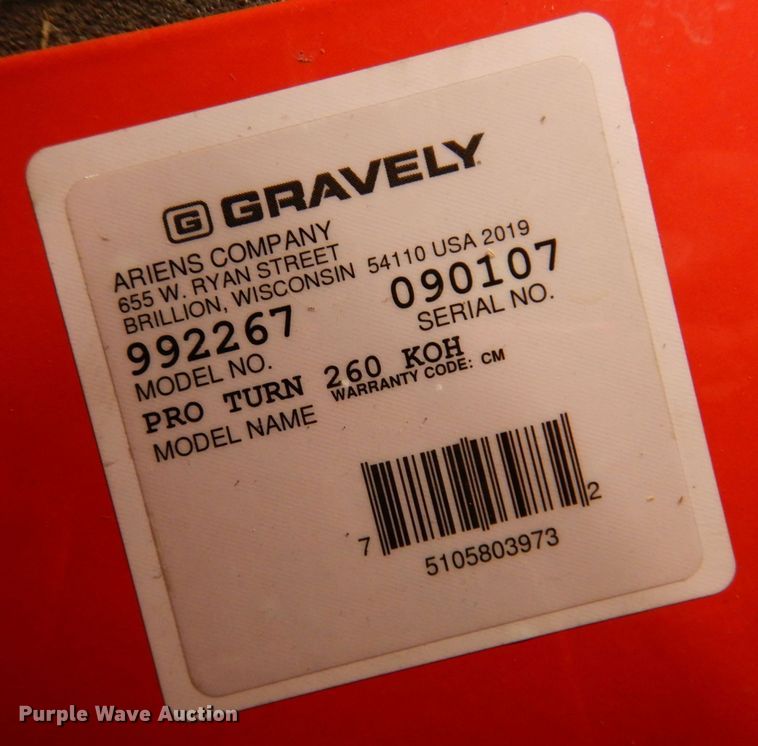 G GRAVELY
ARIENS COMPANY
655 W. RYAN STREET
BRILLION, WISCONSIN 54110 USA 2019
992267 090107
MODEL NO. SERIAL NO.
PRO TURN 260 KOH
MODEL NAME WARRANTY CODE: CM
7 5105803973 2
Purple Wave Auction